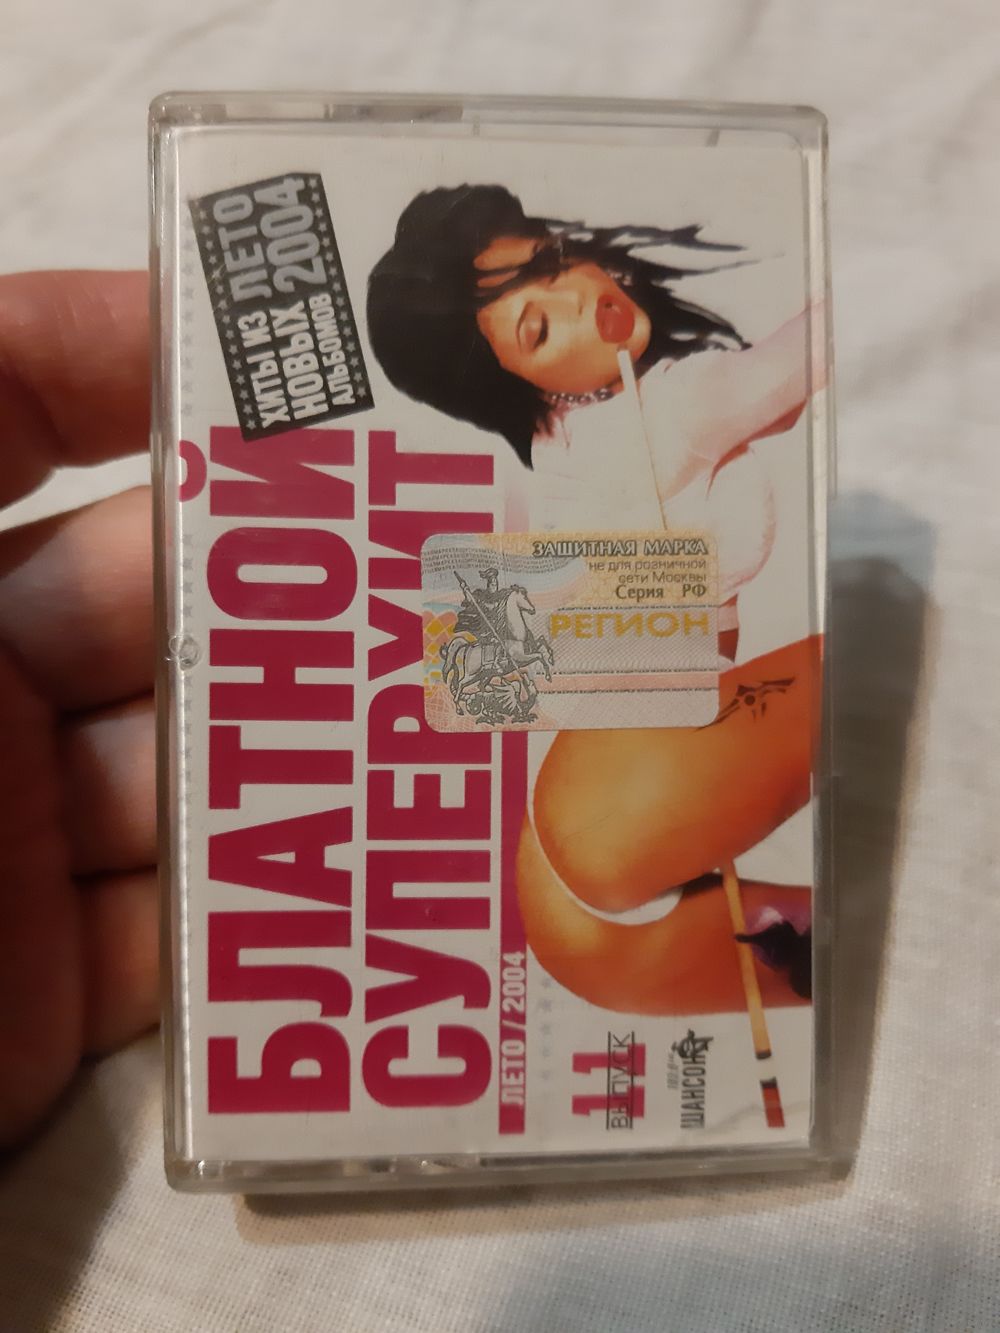 ХИТЫ ИЗ ЛЕТО
НОВЫХ 2004
АЛЬБОМОВ
БЛАТНОЙ
СУПЕРХИТ
ЛЕТО / 2004
11
ВЫПУСК
ШАНСОН
ЗАЩИТНАЯ МАРКА
не для розничной
сети Москвы
Серия РФ
РЕГИОН